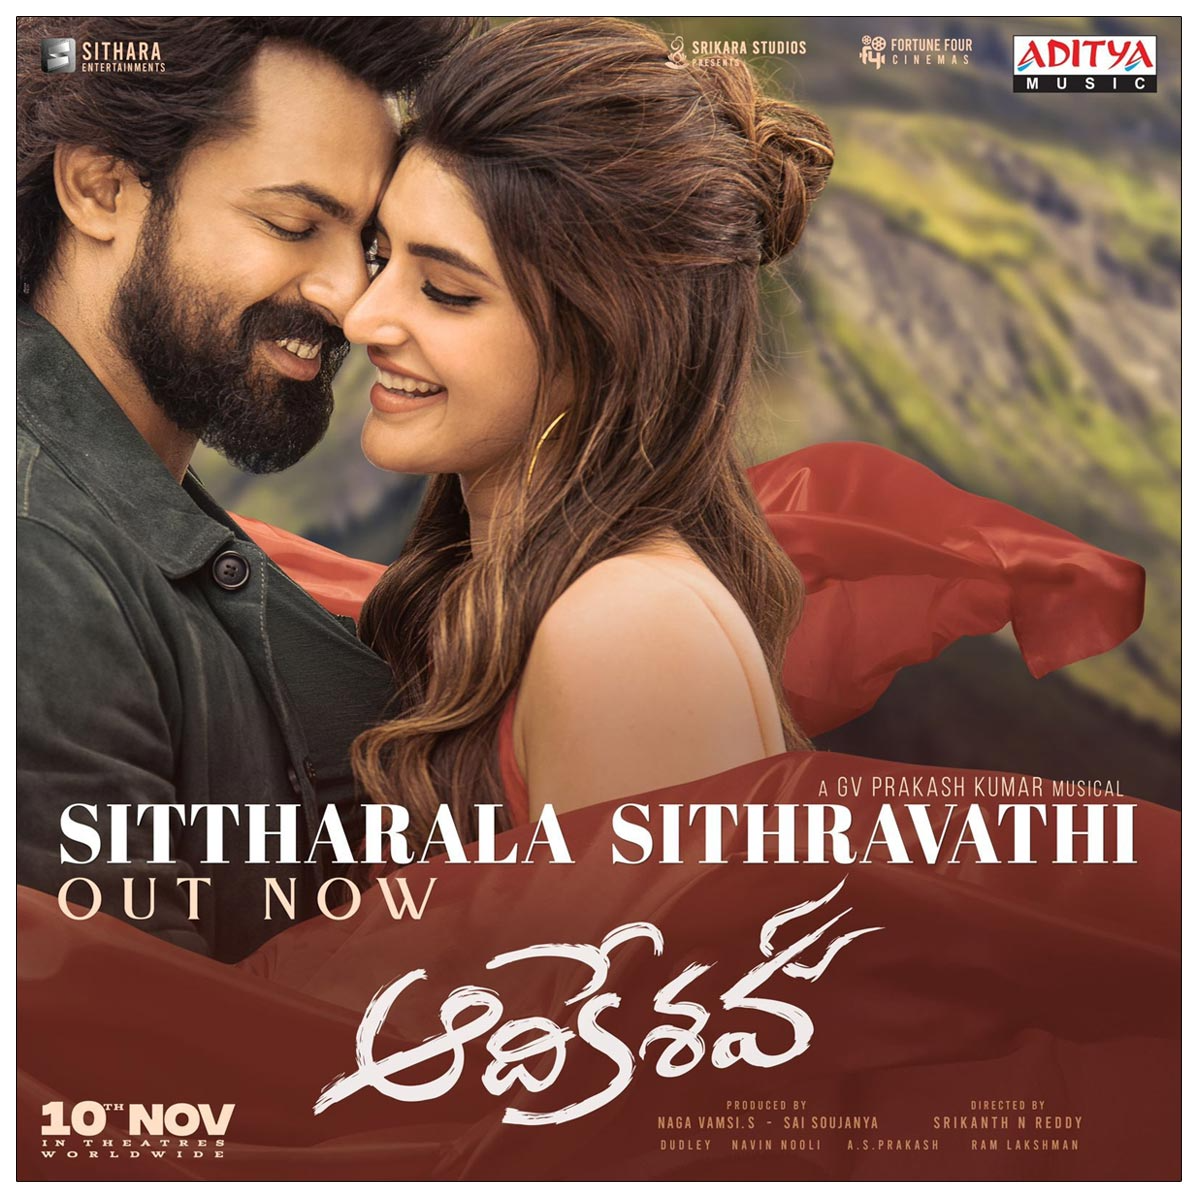 SITHARA
ENTERTAINMENTS
SRIKARA STUDIOS
PRESENTS
FORTUNE FOUR
CINEMAS
ADITYA
MUSIC
A GV PRAKASH KUMAR MUSICAL
SITTHARALA SITHRAVATHI
OUT NOW
ఆదికేశవ
10TH NOV
IN THEATRES
WORLDWIDE
PRODUCED BY
NAGA VAMSI.S - SAI SOUJANYA
DIRECTED BY
SRIKANTH N REDDY
DUDLEY NAVIN NOOLI A.S.PRAKASH RAM LAKSHMAN